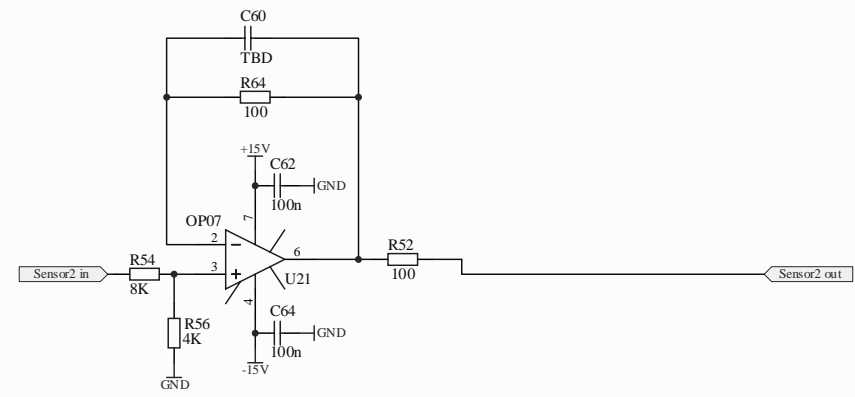 C60
TBD
R64
100
+15V
C62
GND
100n
7
OP07
2
6
R52
100
R54
3
Sensor2 in
8K
U21
Sensor2 out
4
C64
R56
4K
GND
100n
-15V
GND